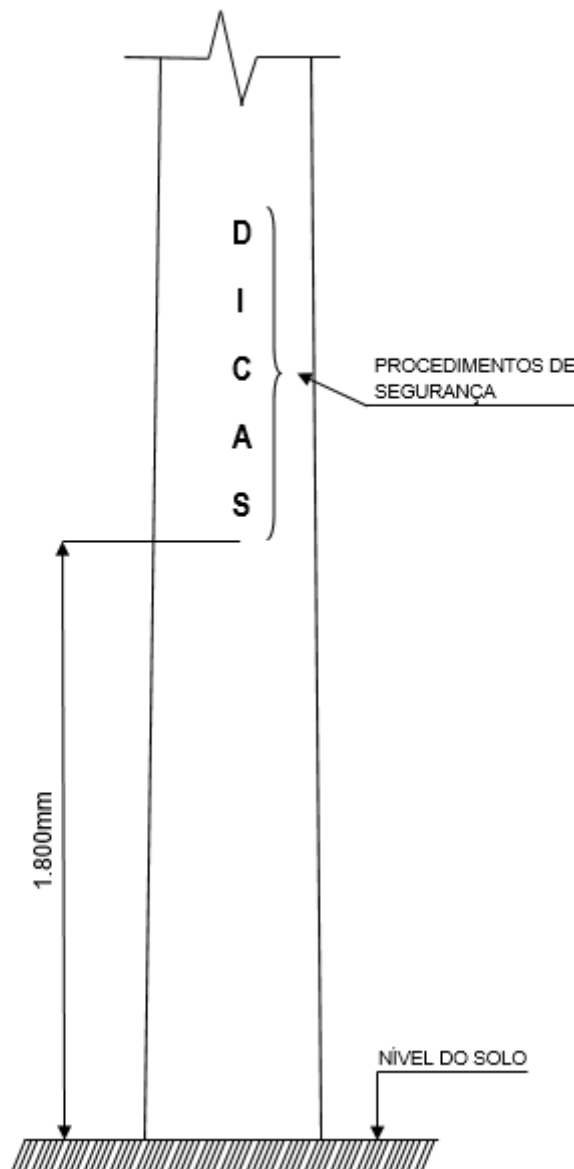 D
I
C
A
S
PROCEDIMENTOS DE
SEGURANÇA
1.800mm
NÍVEL DO SOLO